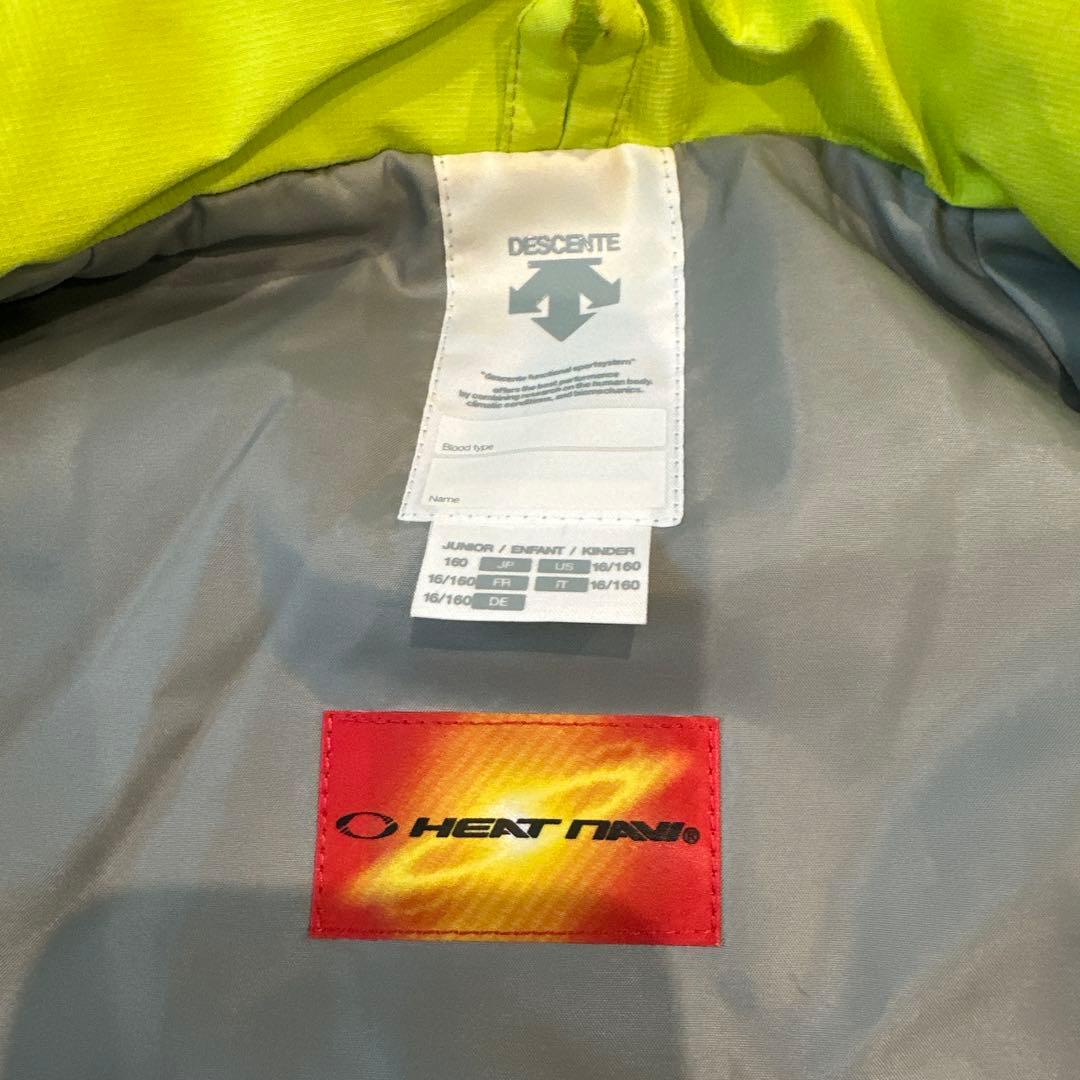 DESCENTE
"descente functional sportsystem"
offers the best performance
by combining research on the human body,
climatic conditions, and biomechanics.
Blood type
Name
JUNIOR / ENFANT / KINDER
160 JP US 16/160
16/160 FR IT 16/160
16/160 DE
HEAT NAVI®